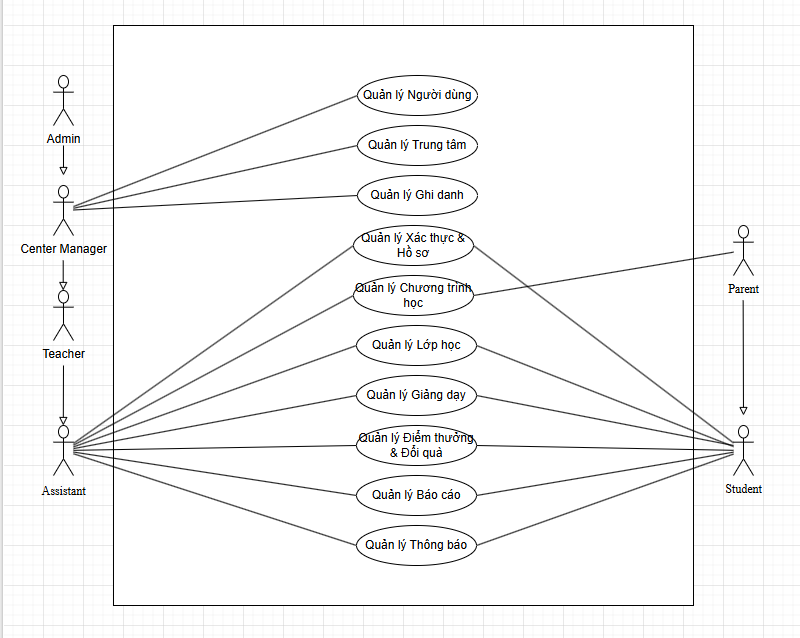 Quản lý Người dùng
Admin
Quản lý Trung tâm
Quản lý Ghi danh
Center Manager
Quản lý Xác thực &
Hồ sơ
Quản lý Chương trình
học
Parent
Quản lý Lớp học
Teacher
Quản lý Giảng dạy
Quản lý Điểm thưởng
& Đổi quà
Assistant
Student
Quản lý Báo cáo
Quản lý Thông báo